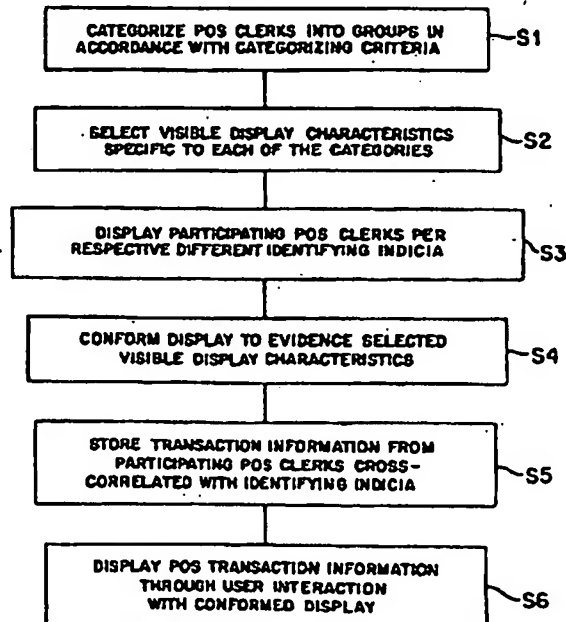 CATEGORIZE POS CLERKS INTO GROUPS IN
ACCORDANCE WITH CATEGORIZING CRITERIA
S1
SELECT VISIBLE DISPLAY CHARACTERISTICS
SPECIFIC TO EACH OF THE CATEGORIES
S2
DISPLAY PARTICIPATING POS CLERKS PER
RESPECTIVE DIFFERENT IDENTIFYING INDICIA
S3
CONFORM DISPLAY TO EVIDENCE SELECTED
VISIBLE DISPLAY CHARACTERISTICS
S4
STORE TRANSACTION INFORMATION FROM
PARTICIPATING POS CLERKS CROSS-
CORRELATED WITH IDENTIFYING INDICIA
S5
DISPLAY POS TRANSACTION INFORMATION
THROUGH USER INTERACTION
WITH CONFORMED DISPLAY
S6